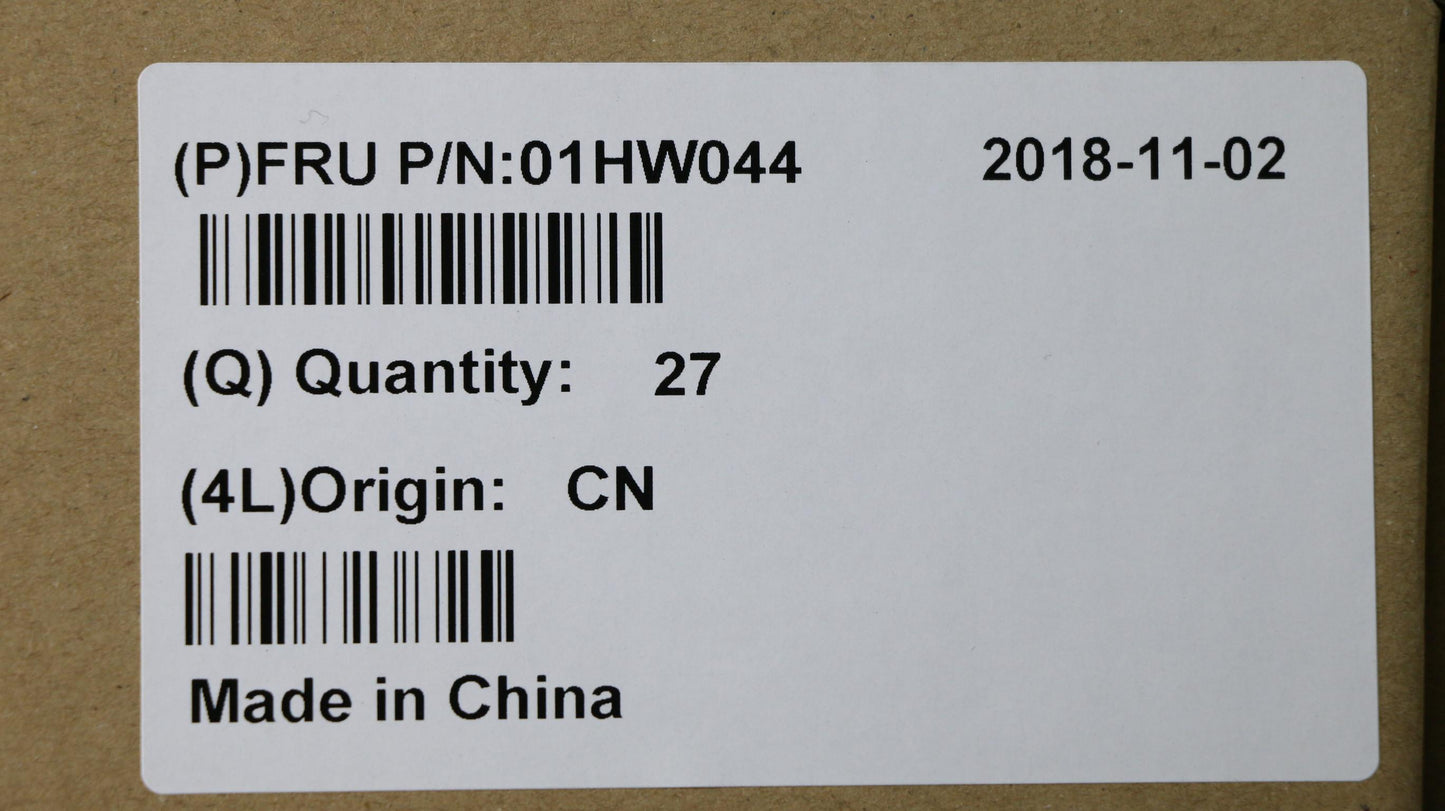 (P)FRU P/N:01HW044 2018-11-02
(Q) Quantity: 27
(4L)Origin: CN
Made in China